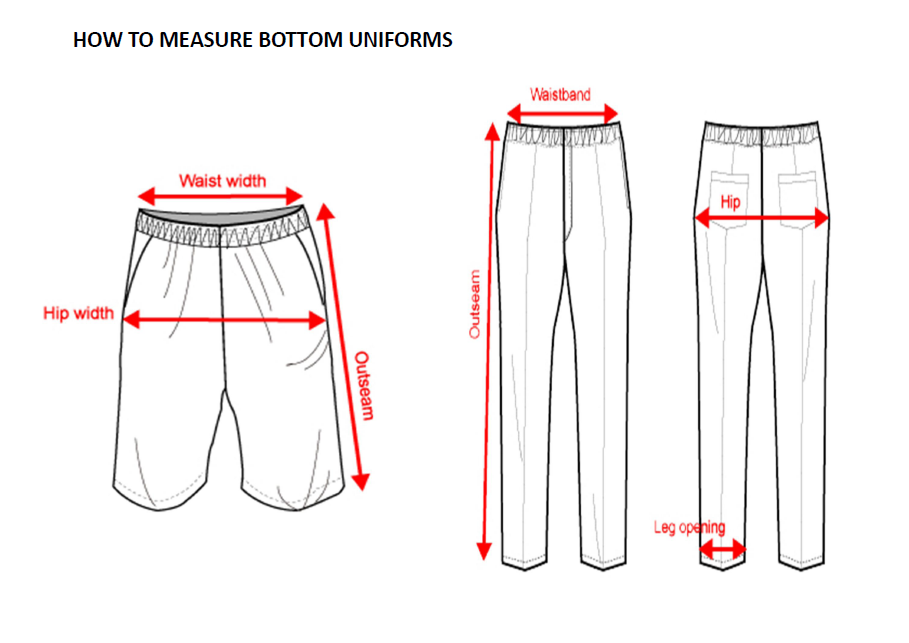 HOW TO MEASURE BOTTOM UNIFORMS
Waist width
Hip width
Outseam
Waistband
Outseam
Hip
Leg opening